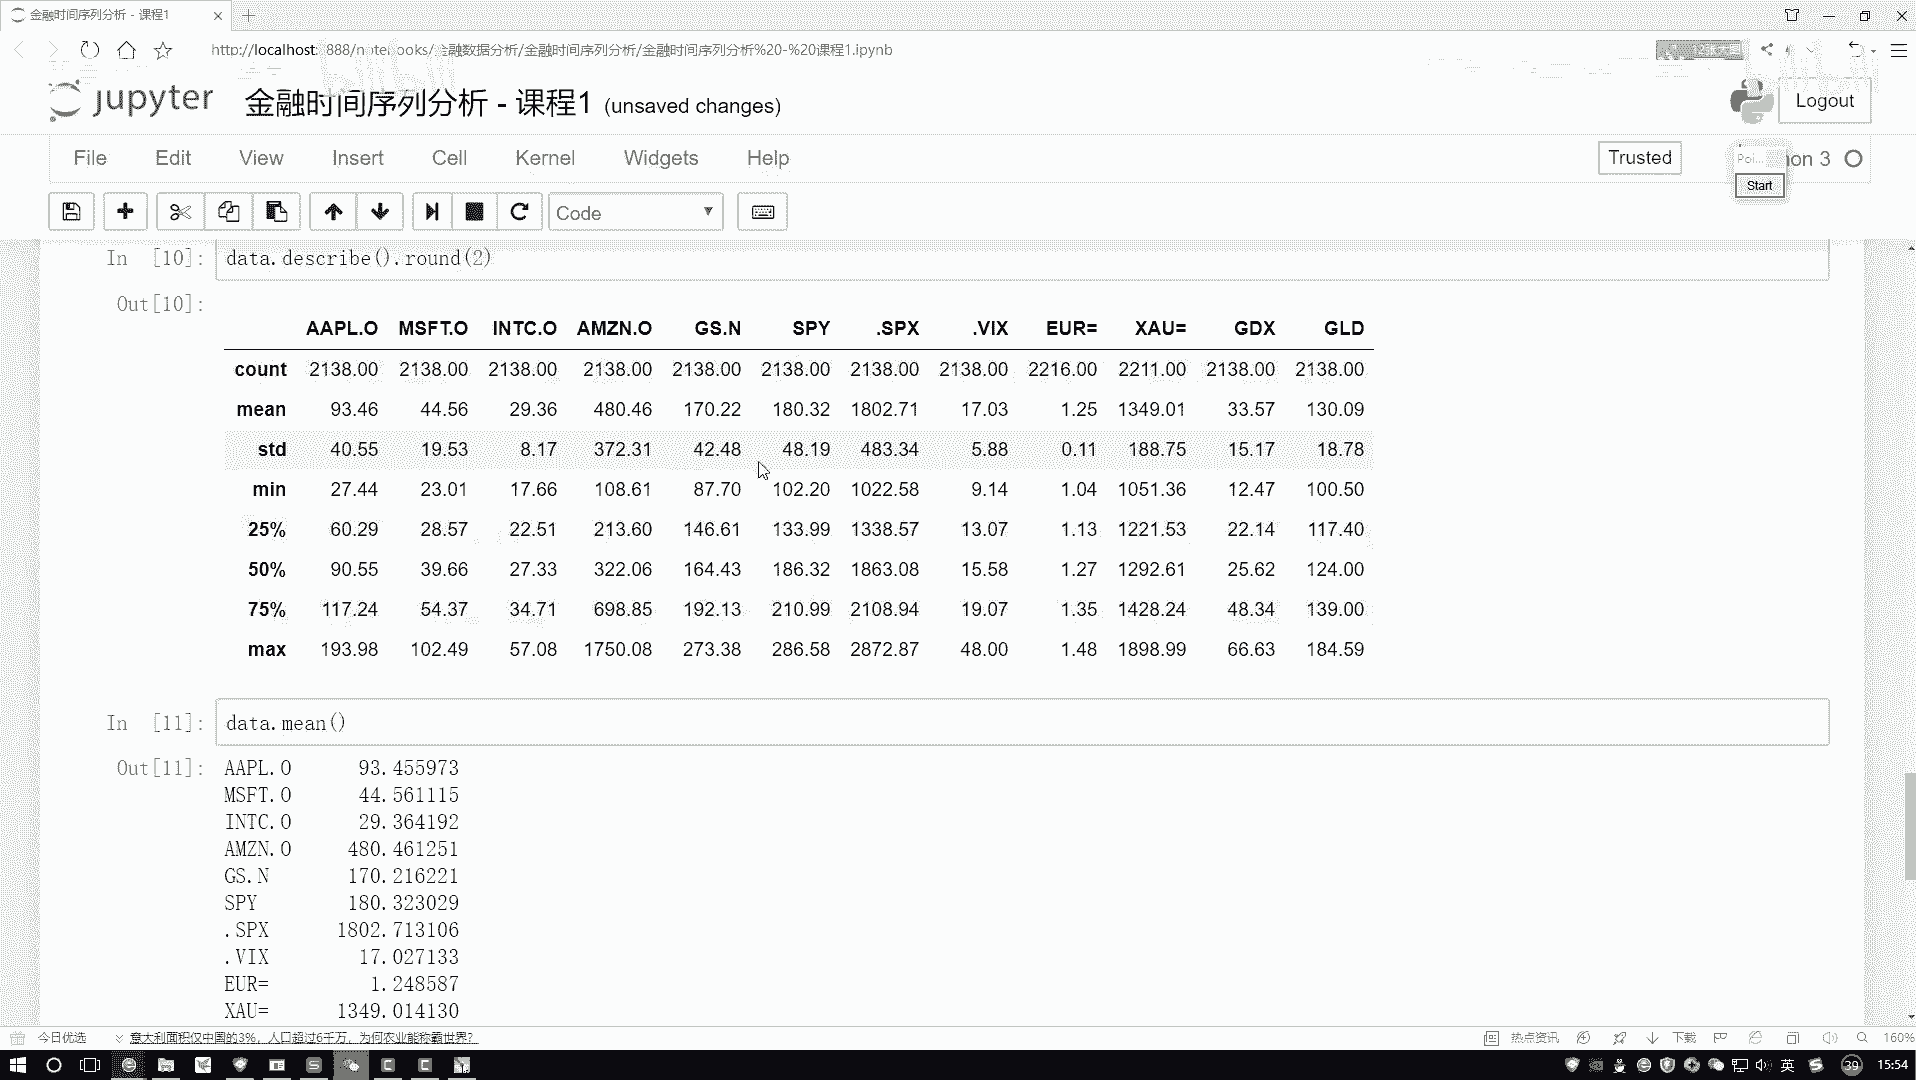 金融时间序列分析 - 课程1
http://localhost:8888/notebooks/金融数据分析/金融时间序列分析/金融时间序列分析%20-%20课程1.ipynb
jupyter 金融时间序列分析 - 课程1 (unsaved changes)
Logout
File Edit View Insert Cell Kernel Widgets Help
Trusted
Poi... on 3
Start
Code
In [10]: data.describe().round(2)
Out[10]:
AAPL.O MSFT.O INTC.O AMZN.O GS.N SPY .SPX .VIX EUR= XAU= GDX GLD
count 2138.00 2138.00 2138.00 2138.00 2138.00 2138.00 2138.00 2138.00 2216.00 2211.00 2138.00 2138.00
mean 93.46 44.56 29.36 480.46 170.22 180.32 1802.71 17.03 1.25 1349.01 33.57 130.09
std 40.55 19.53 8.17 372.31 42.48 48.19 483.34 5.88 0.11 188.75 15.17 18.78
min 27.44 23.01 17.66 108.61 87.70 102.20 1022.58 9.14 1.04 1051.36 12.47 100.50
25% 60.29 28.57 22.51 213.60 146.61 133.99 1338.57 13.07 1.13 1221.53 22.14 117.40
50% 90.55 39.66 27.33 322.06 164.43 186.32 1863.08 15.58 1.27 1292.61 25.62 124.00
75% 117.24 54.37 34.71 698.85 192.13 210.99 2108.94 19.07 1.35 1428.24 48.34 139.00
max 193.98 102.49 57.08 1750.08 273.38 286.58 2872.87 48.00 1.48 1898.99 66.63 184.59
In [11]: data.mean()
Out[11]: AAPL.O 93.455973
MSFT.O 44.561115
INTC.O 29.364192
AMZN.O 480.461251
GS.N 170.216221
SPY 180.323029
.SPX 1802.713106
.VIX 17.027133
EUR= 1.248587
XAU= 1349.014130
今日优选 意大利面积仅中国的3%，人口超过6千万，为何农业能称霸世界？ 热点资讯 下载 160%
英 39 15:54